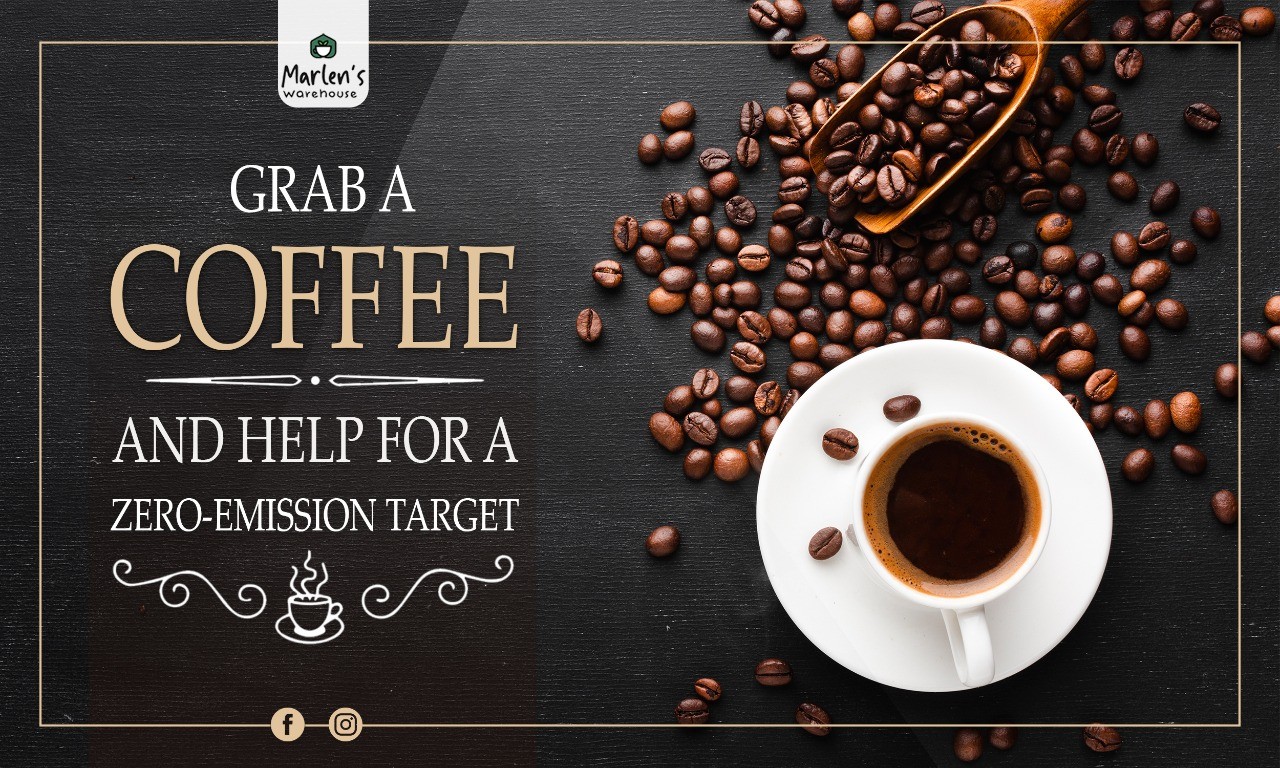 Marlen's
warehouse
GRAB A
COFFEE
AND HELP FOR A
ZERO-EMISSION TARGET